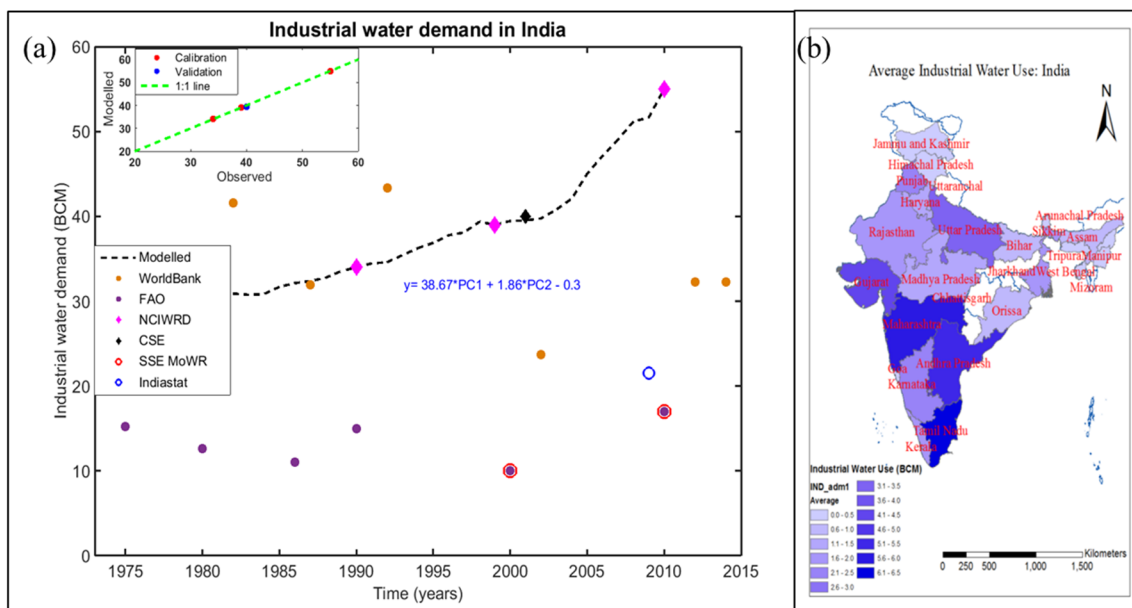 (a)
Industrial water demand in India
Industrial water demand (BCM)
60
50
40
30
20
10
0
1975
1980
1985
1990
1995
2000
2005
2010
2015
Time (years)
Modelled
60
50
40
30
20
20
30
40
50
60
Observed
Calibration
Validation
1:1 line
y= 38.67*PC1 + 1.86*PC2 - 0.3
Modelled
WorldBank
FAO
NCIWRD
CSE
SSE MoWR
Indiastat
(b)
Average Industrial Water Use: India
N
Jammu and Kashmir
Himachal Pradesh
Punjab
Uttaranchal
Haryana
Arunachal Pradesh
Rajasthan
Uttar Pradesh
Sikkim
Assam
Bihar
Tripura
Manipur
Gujarat
Madhya Pradesh
Jharkhand
West Bengal
Mizoram
Chhattisgarh
Orissa
Maharashtra
Goa
Andhra Pradesh
Karnataka
Tamil Nadu
Kerala
Industrial Water Use (BCM)
IND_adm1
Average
0.0 - 0.5
0.6 - 1.0
1.1 - 1.5
1.6 - 2.0
2.1 - 2.5
2.6 - 3.0
3.1 - 3.5
3.6 - 4.0
4.1 - 4.5
4.6 - 5.0
5.1 - 5.5
5.6 - 6.0
6.1 - 6.5
Kilometers
0 250 500 1,000 1,500